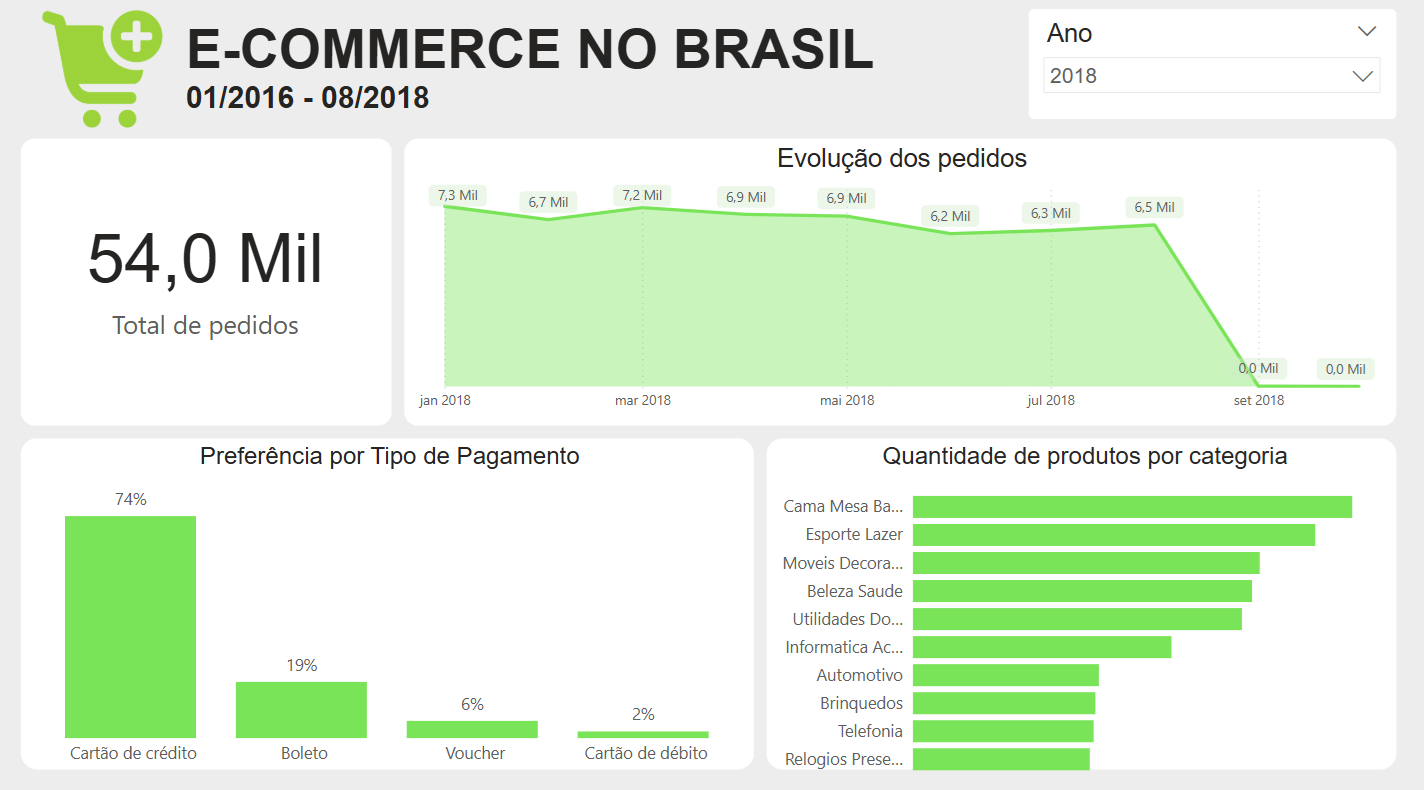 E-COMMERCE NO BRASIL
01/2016 - 08/2018
Ano
2018
54,0 Mil
Total de pedidos
Evolução dos pedidos
7,3 Mil
6,7 Mil
7,2 Mil
6,9 Mil
6,9 Mil
6,2 Mil
6,3 Mil
6,5 Mil
0,0 Mil
0,0 Mil
jan 2018
mar 2018
mai 2018
jul 2018
set 2018
Preferência por Tipo de Pagamento
74%
19%
6%
2%
Cartão de crédito
Boleto
Voucher
Cartão de débito
Quantidade de produtos por categoria
Cama Mesa Ba...
Esporte Lazer
Moveis Decora...
Beleza Saude
Utilidades Do...
Informatica Ac...
Automotivo
Brinquedos
Telefonia
Relogios Prese...